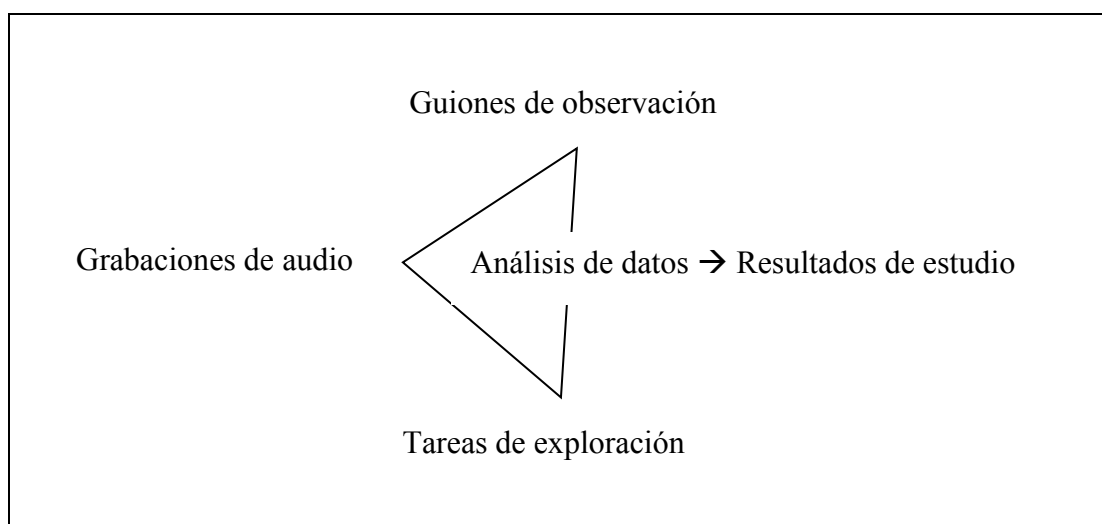 Guiones de observación
Grabaciones de audio
Análisis de datos → Resultados de estudio
Tareas de exploración